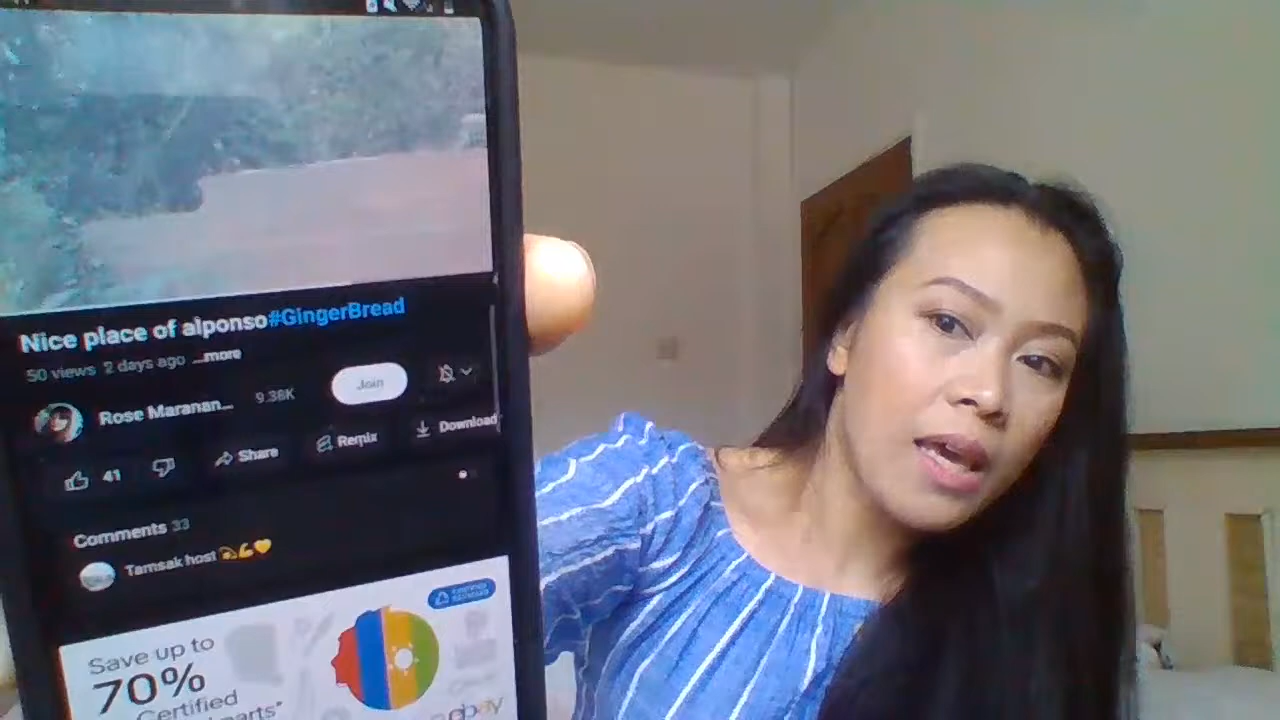 Nice place of alponso#GingerBread
50 views 2 days ago ...more
Rose Maranan... 9.38K Join
41 Share Remix Download
Comments 33
Tamsak host
Save up to
70%
Certified
ebay